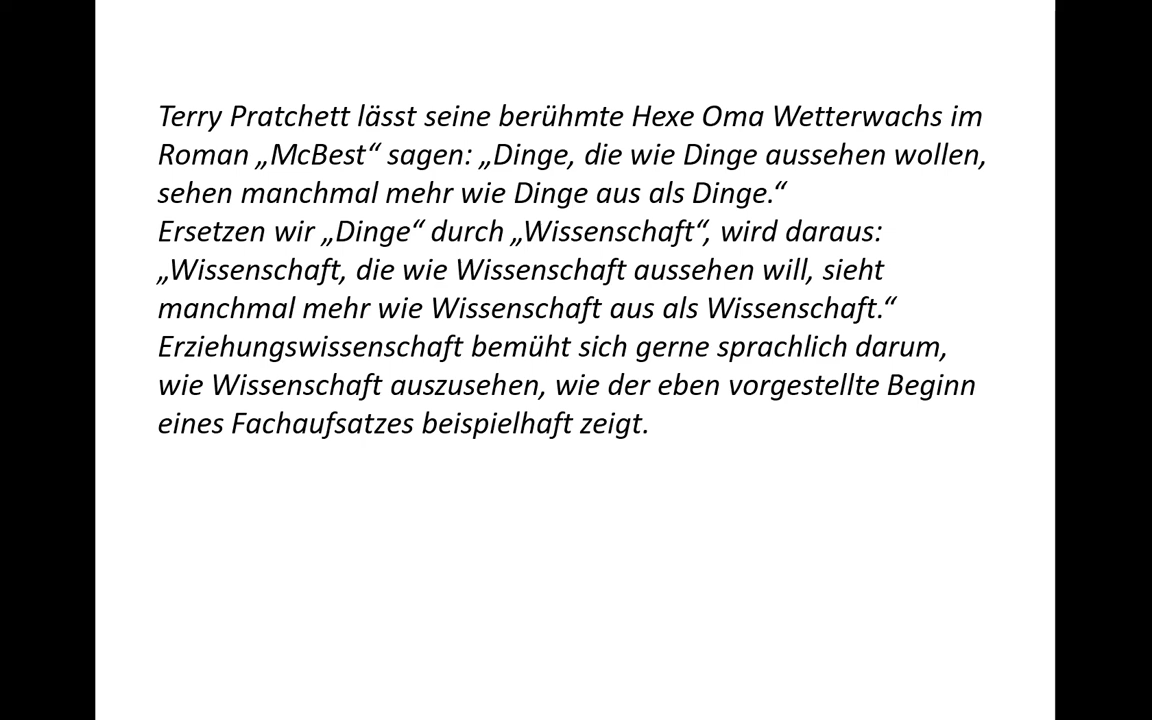 Terry Pratchett lässt seine berühmte Hexe Oma Wetterwachs im
Roman „McBest“ sagen: „Dinge, die wie Dinge aussehen wollen,
sehen manchmal mehr wie Dinge aus als Dinge.“
Ersetzen wir „Dinge“ durch „Wissenschaft“, wird daraus:
„Wissenschaft, die wie Wissenschaft aussehen will, sieht
manchmal mehr wie Wissenschaft aus als Wissenschaft.“
Erziehungswissenschaft bemüht sich gerne sprachlich darum,
wie Wissenschaft auszusehen, wie der eben vorgestellte Beginn
eines Fachaufsatzes beispielhaft zeigt.